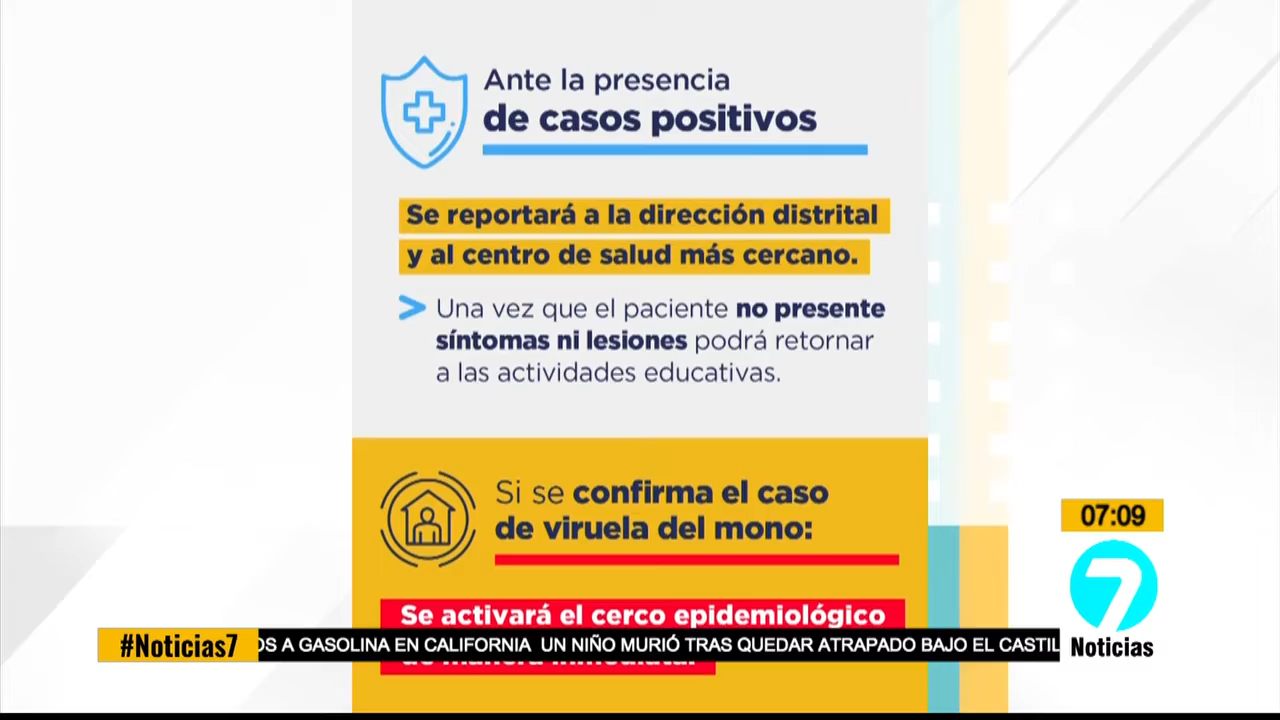 Ante la presencia
de casos positivos
Se reportará a la dirección distrital
y al centro de salud más cercano.
Una vez que el paciente no presente
síntomas ni lesiones podrá retornar
a las actividades educativas.
Si se confirma el caso
de viruela del mono:
Se activará el cerco epidemiológico
07:09
7
Noticias
#Noticias7
OS A GASOLINA EN CALIFORNIA UN NIÑO MURIÓ TRAS QUEDAR ATRAPADO BAJO EL CASTIL